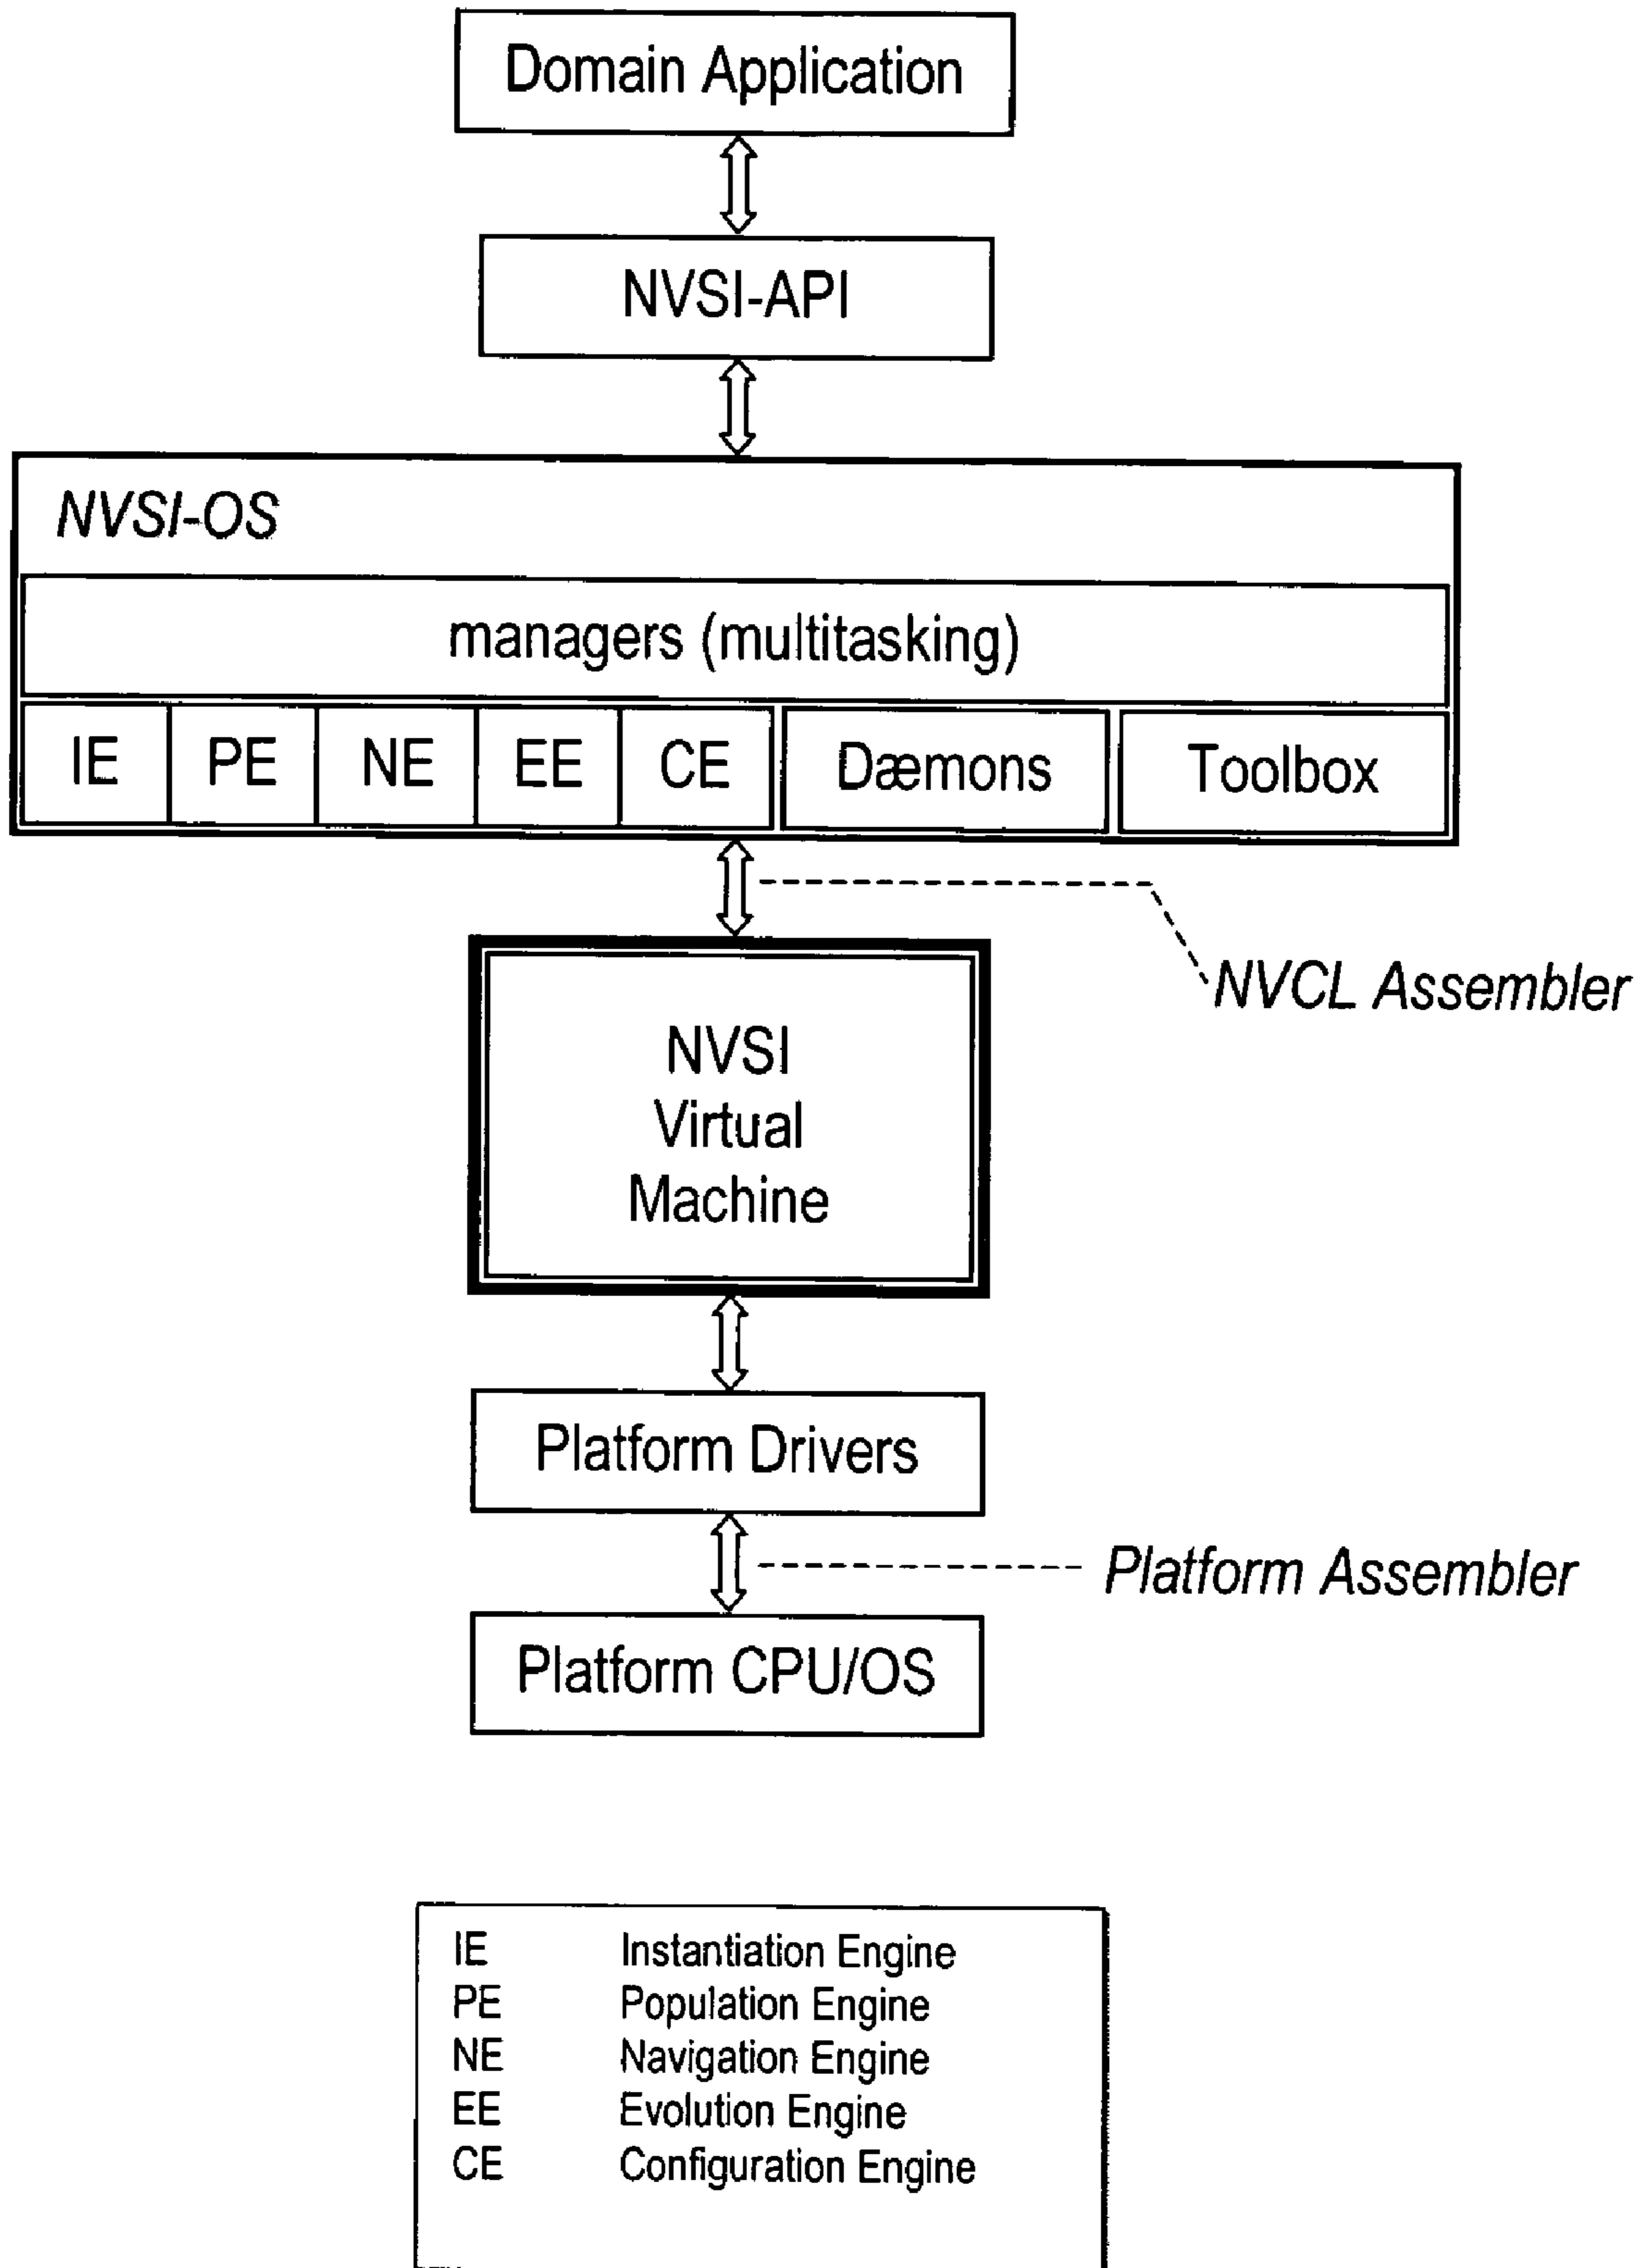 Domain Application
NVSI-API
NVSI-OS
managers (multitasking)
IE PE NE EE CE Dæmons Toolbox
NVCL Assembler
NVSI
Virtual
Machine
Platform Drivers
Platform Assembler
Platform CPU/OS
IE Instantiation Engine
PE Population Engine
NE Navigation Engine
EE Evolution Engine
CE Configuration Engine